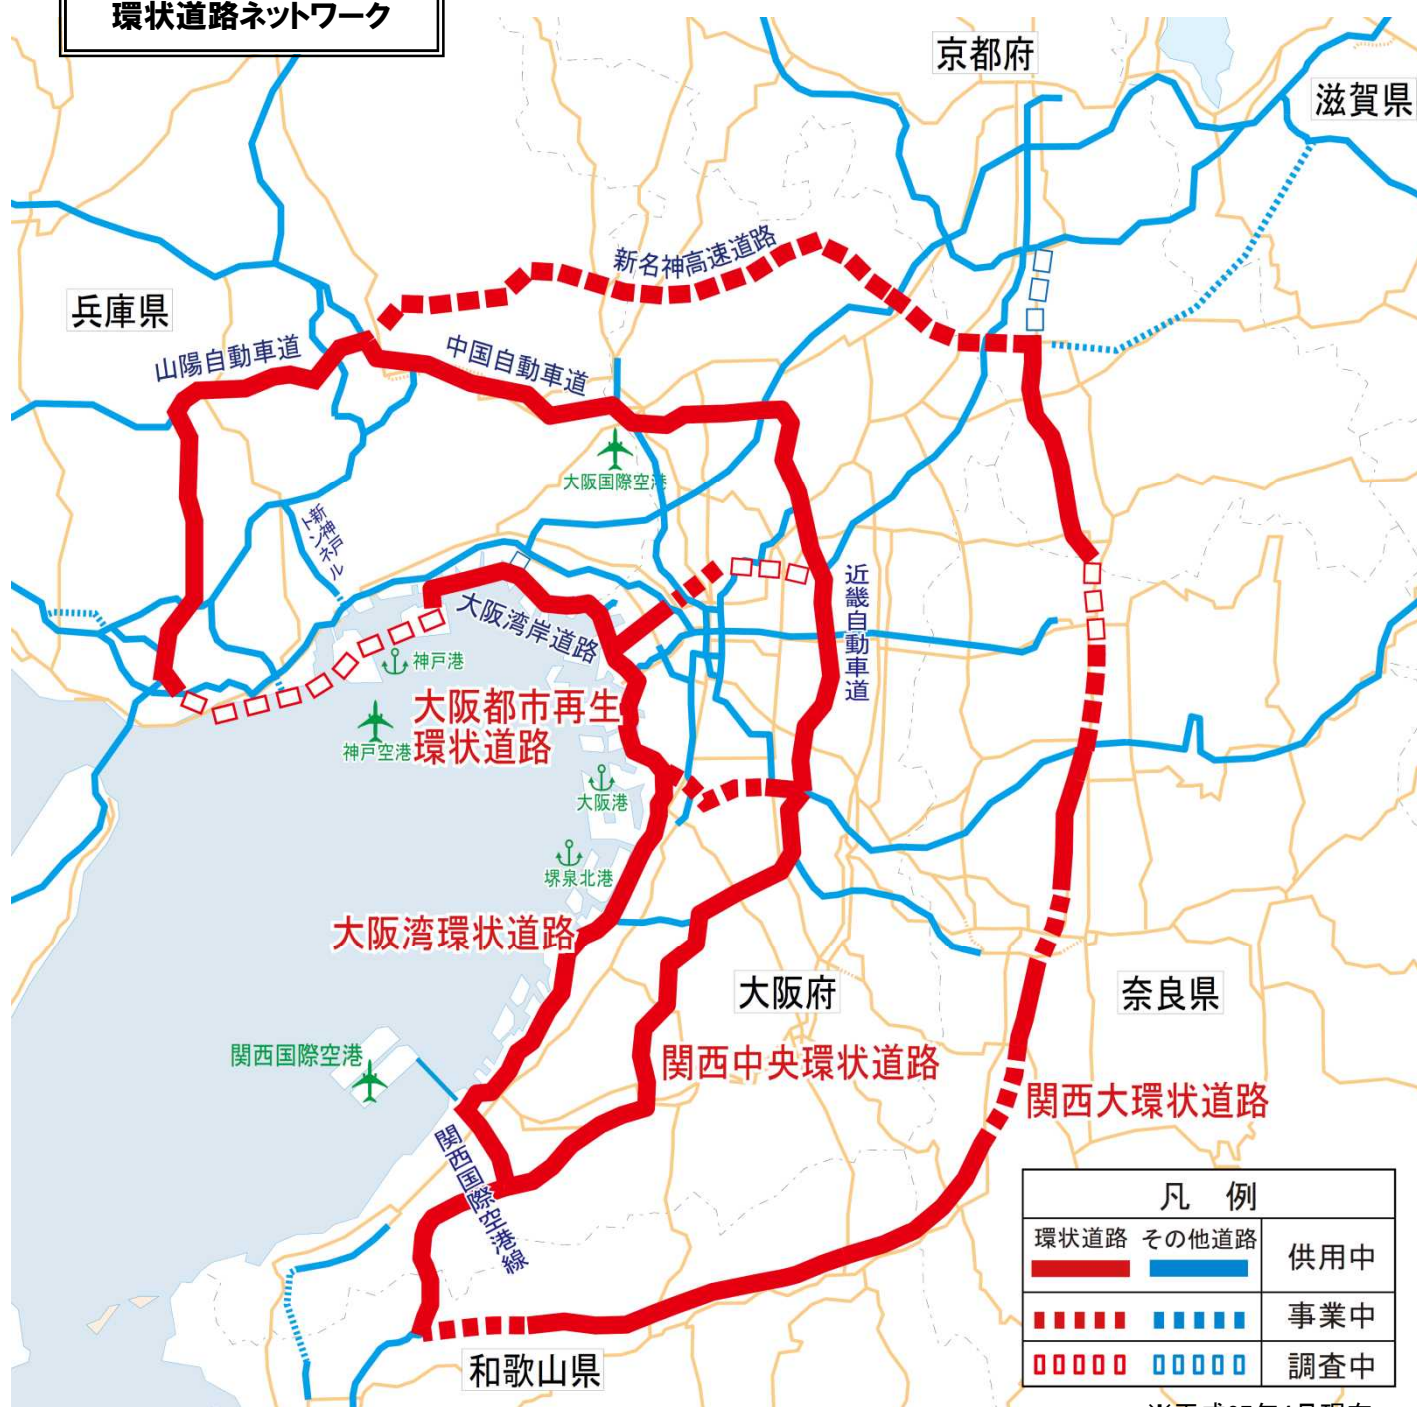 環状道路ネットワーク
京都府
滋賀県
新名神高速道路
兵庫県
山陽自動車道
中国自動車道
大阪国際空港
新神戸
トンネル
近畿自動車道
大阪湾岸道路
神戸港
大阪都市再生
環状道路
神戸空港
大阪港
堺泉北港
大阪湾環状道路
大阪府
奈良県
関西国際空港
関西中央環状道路
関西大環状道路
関西国際空港線
和歌山県
凡 例
環状道路 その他道路 供用中
事業中
調査中